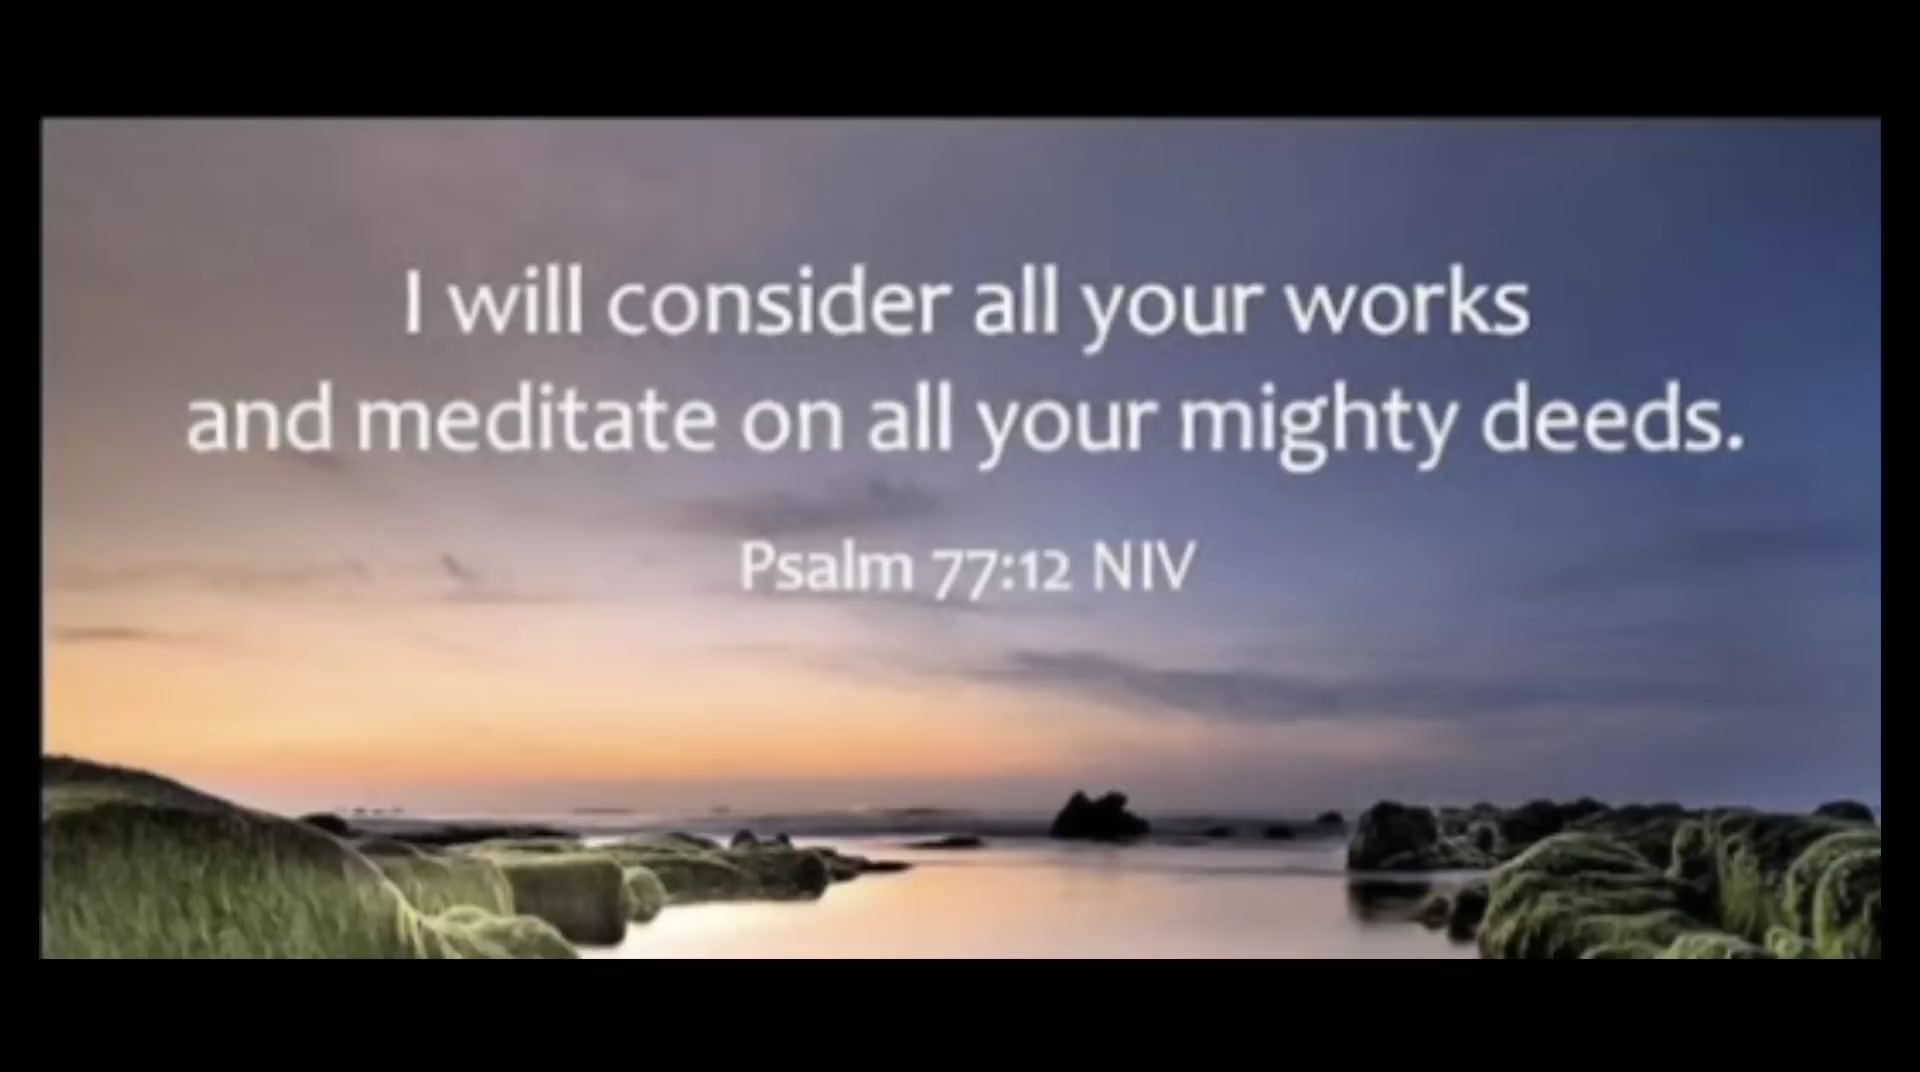 I will consider all your works
and meditate on all your mighty deeds.
Psalm 77:12 NIV